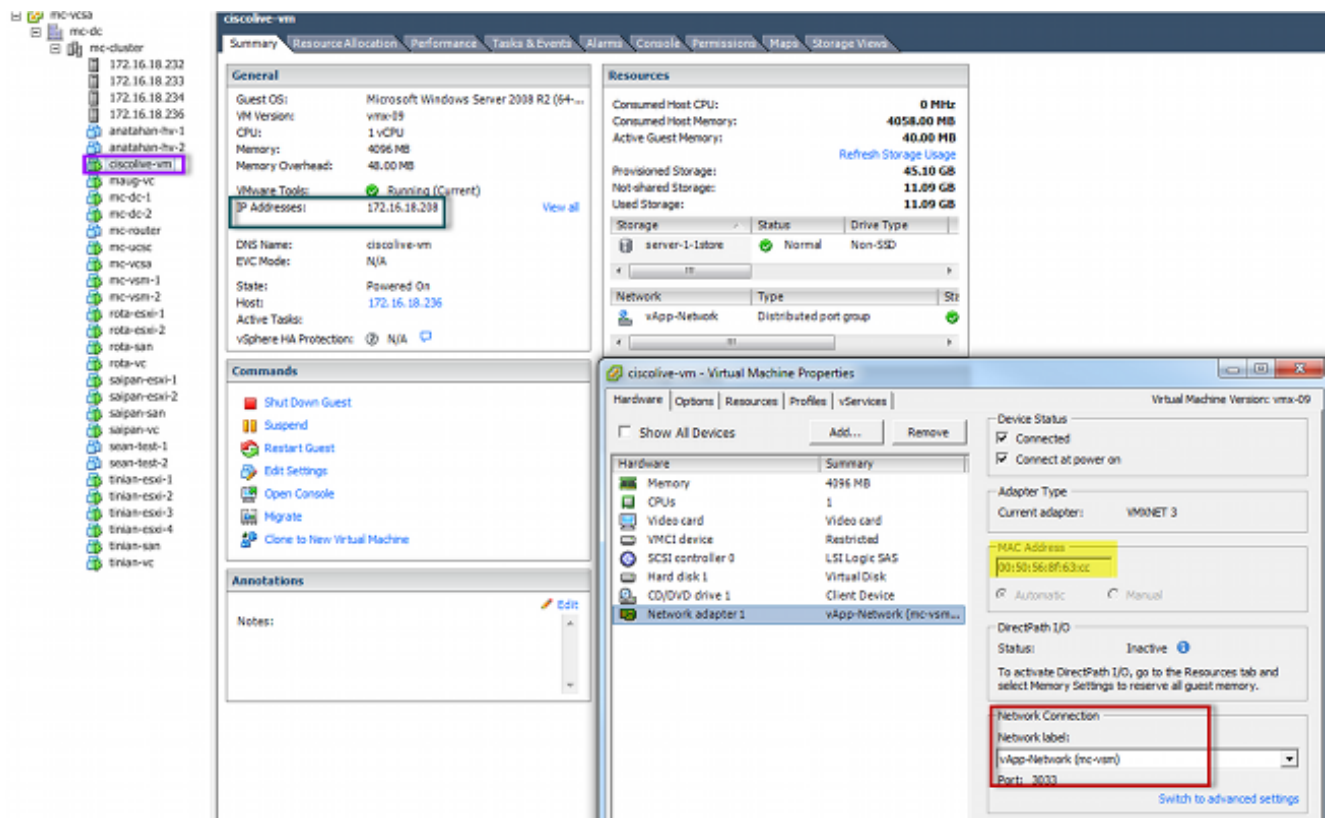 mc-vcsa
mc-dc
mc-cluster
172.16.18.232
172.16.18.233
172.16.18.234
172.16.18.236
anatahan-hv-1
anatahan-hv-2
ciscolive-vm
maug-vc
mc-dc-1
mc-dc-2
mc-router
mc-ucsc
mc-vcsa
mc-vsm-1
mc-vsm-2
rota-esxi-1
rota-esxi-2
rota-san
rota-vc
saipan-esxi-1
saipan-esxi-2
saipan-san
saipan-vc
sean-test-1
sean-test-2
tinian-esxi-1
tinian-esxi-2
tinian-esxi-3
tinian-esxi-4
tinian-san
tinian-vc
ciscolive-vm
Summary Resource Allocation Performance Tasks & Events Alarms Console Permissions Maps Storage Views
General
Guest OS: Microsoft Windows Server 2008 R2 (64-...
VM Version: vmx-09
CPU: 1 vCPU
Memory: 4096 MB
Memory Overhead: 48.00 MB
VMware Tools: Running (Current)
IP Addresses: 172.16.18.208 View all
DNS Name: ciscolive-vm
EVC Mode: N/A
State: Powered On
Host: 172.16.18.236
Active Tasks:
vSphere HA Protection: N/A
Resources
Consumed Host CPU: 0 MHz
Consumed Host Memory: 4058.00 MB
Active Guest Memory: 40.00 MB
Refresh Storage Usage
Provisioned Storage: 45.10 GB
Not-shared Storage: 11.09 GB
Used Storage: 11.09 GB
Storage Status Drive Type
server-1-1store Normal Non-SSD
Network Type Sta
vApp-Network Distributed port group
Commands
Shut Down Guest
Suspend
Restart Guest
Edit Settings
Open Console
Migrate
Clone to New Virtual Machine
Annotations
Edit
Notes:
ciscolive-vm - Virtual Machine Properties
Hardware Options Resources Profiles vServices Virtual Machine Version: vmx-09
Show All Devices Add... Remove
Hardware Summary
Memory 4096 MB
CPUs 1
Video card Video card
VMCI device Restricted
SCSI controller 0 LSI Logic SAS
Hard disk 1 Virtual Disk
CD/DVD drive 1 Client Device
Network adapter 1 vApp-Network (mc-vsm...
Device Status
Connected
Connect at power on
Adapter Type
Current adapter: VMXNET 3
MAC Address
00:50:56:8f:63:cc
Automatic Manual
DirectPath I/O
Status: Inactive
To activate DirectPath I/O, go to the Resources tab and
select Memory Settings to reserve all guest memory.
Network Connection
Network label:
vApp-Network (mc-vsm)
Port: 3033
Switch to advanced settings